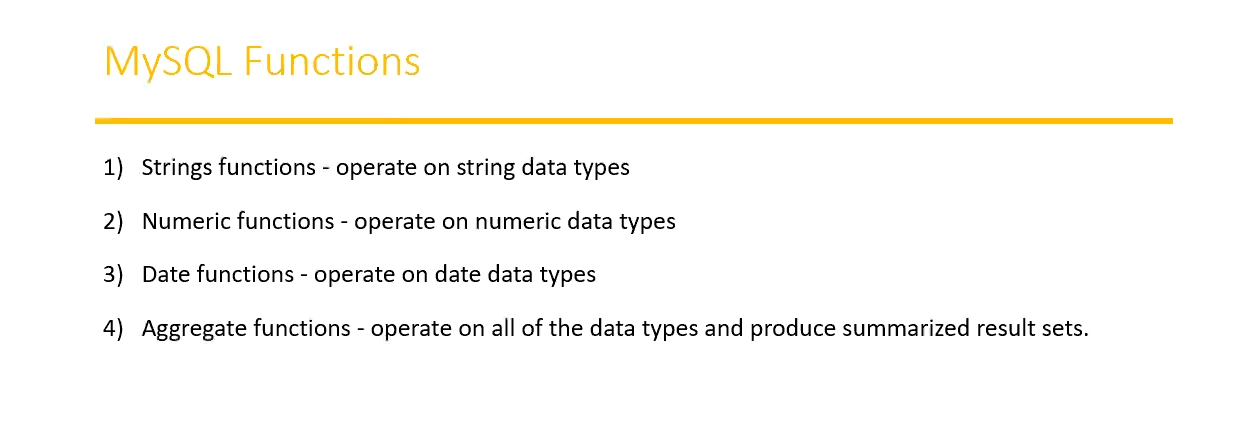 MySQL Functions
1) Strings functions - operate on string data types
2) Numeric functions - operate on numeric data types
3) Date functions - operate on date data types
4) Aggregate functions - operate on all of the data types and produce summarized result sets.